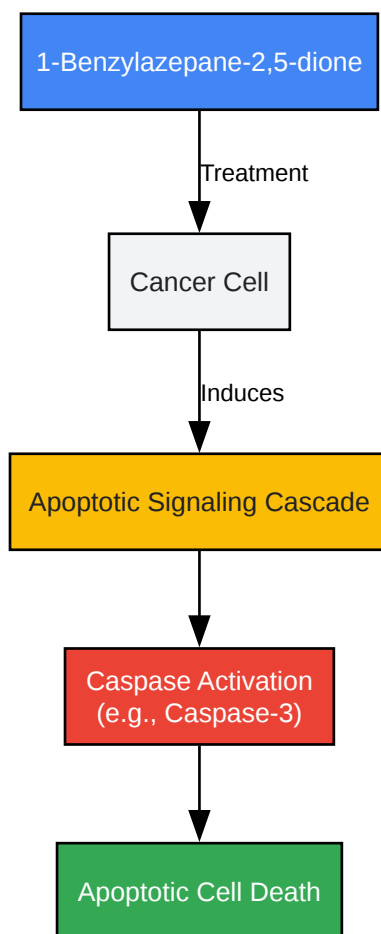 1-Benzylazepane-2,5-dione
Treatment
Cancer Cell
Induces
Apoptotic Signaling Cascade
Caspase Activation
(e.g., Caspase-3)
Apoptotic Cell Death